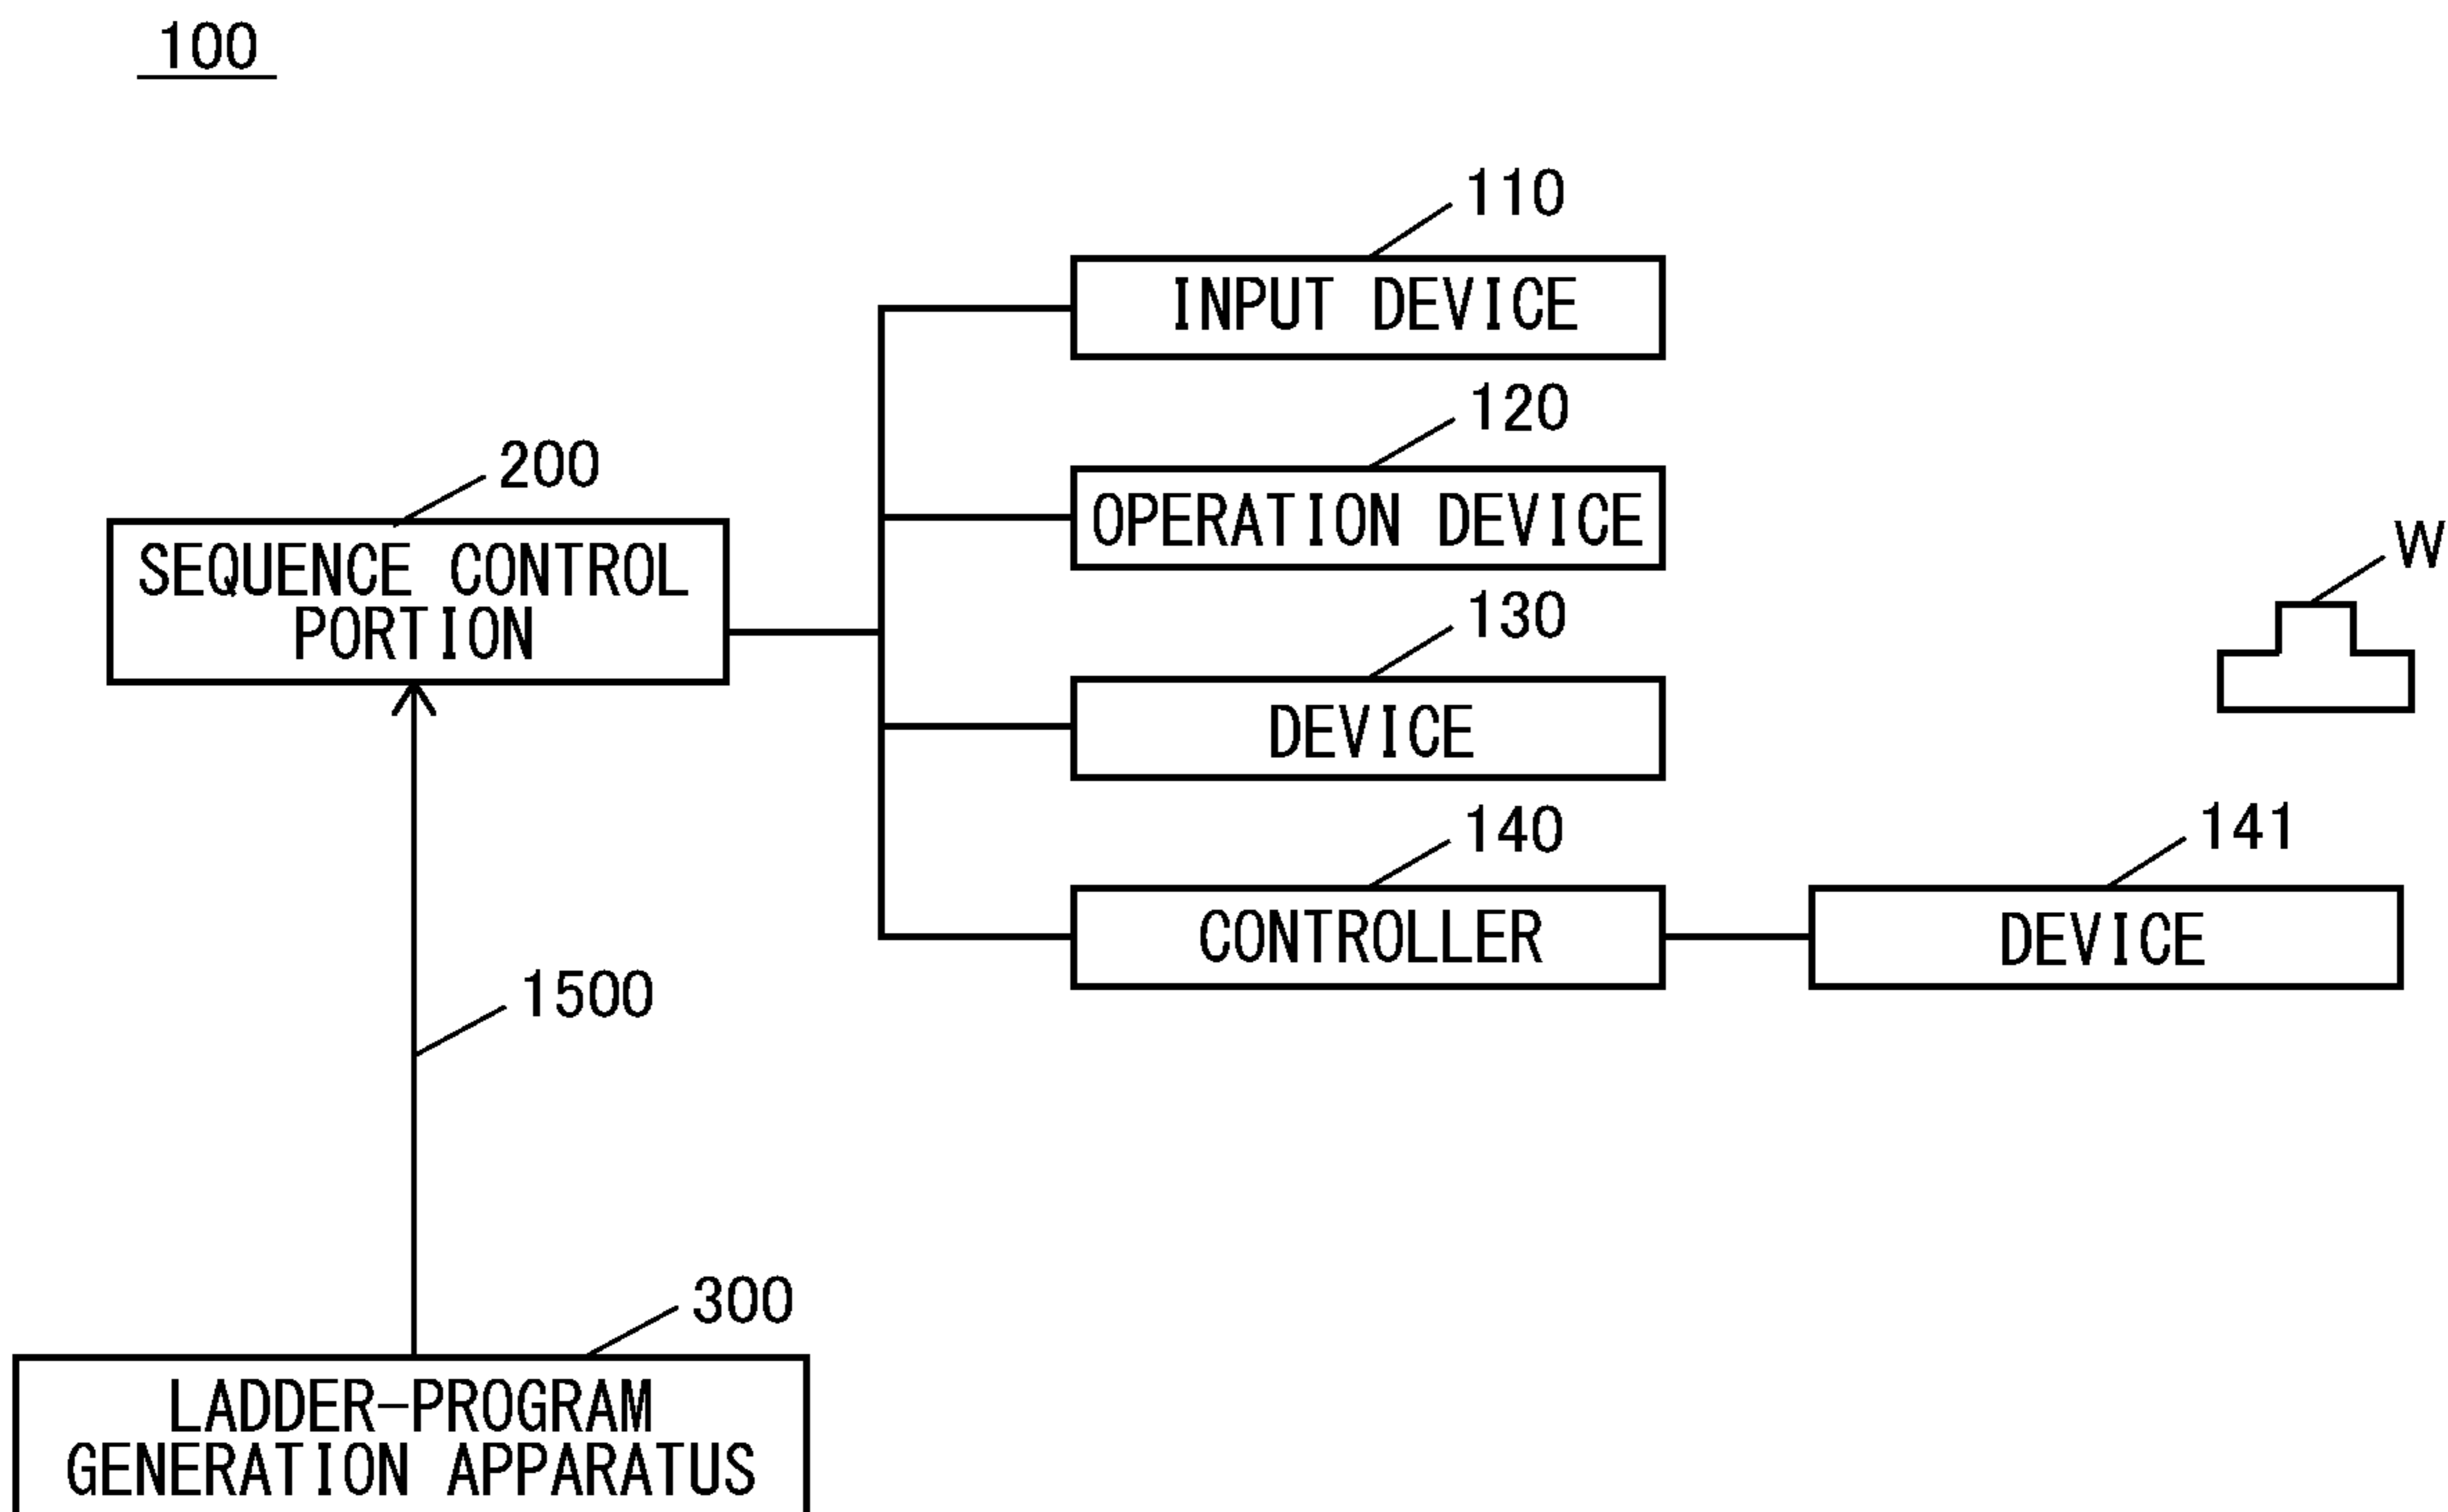 100
110
INPUT DEVICE
120
OPERATION DEVICE
200
SEQUENCE CONTROL
PORTION
W
130
DEVICE
140
CONTROLLER
141
DEVICE
1500
300
LADDER-PROGRAM
GENERATION APPARATUS